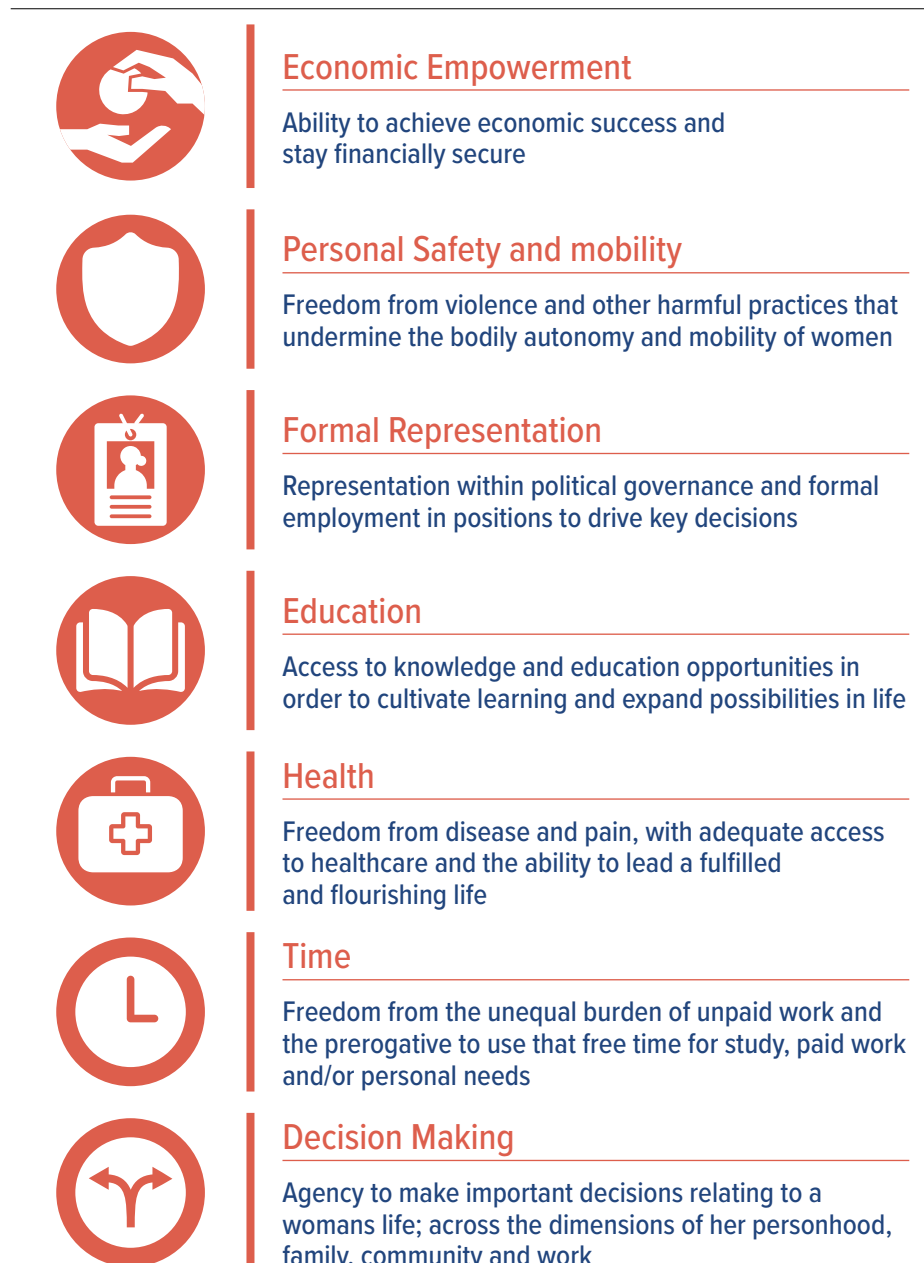 Economic Empowerment
Ability to achieve economic success and
stay financially secure
Personal Safety and mobility
Freedom from violence and other harmful practices that
undermine the bodily autonomy and mobility of women
Formal Representation
Representation within political governance and formal
employment in positions to drive key decisions
Education
Access to knowledge and education opportunities in
order to cultivate learning and expand possibilities in life
Health
Freedom from disease and pain, with adequate access
to healthcare and the ability to lead a fulfilled
and flourishing life
Time
Freedom from the unequal burden of unpaid work and
the prerogative to use that free time for study, paid work
and/or personal needs
Decision Making
Agency to make important decisions relating to a
womans life; across the dimensions of her personhood,
family, community and work